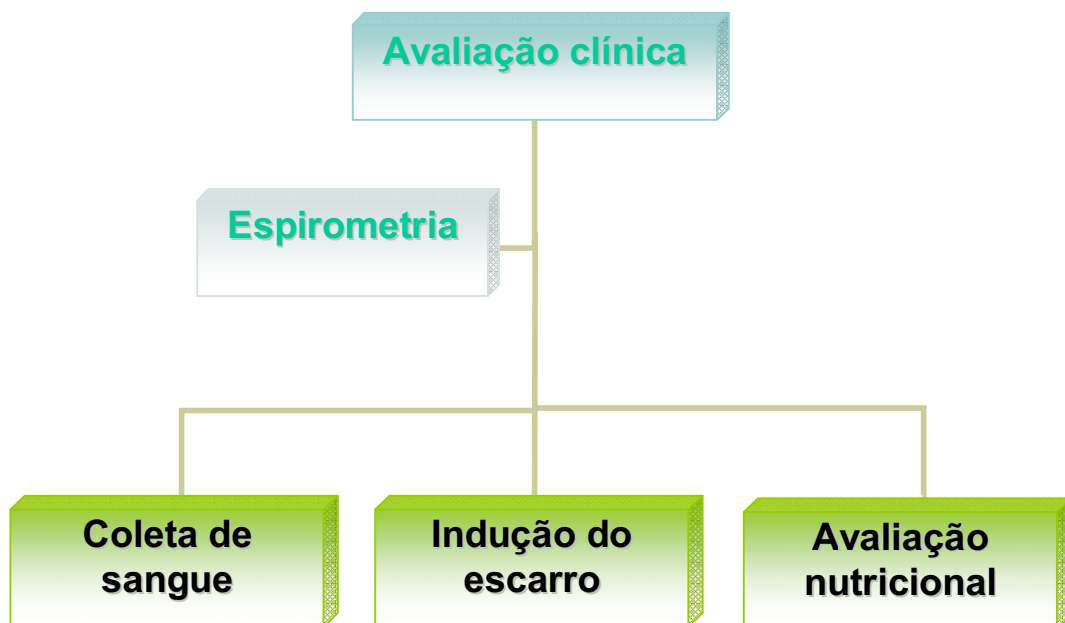 Avaliação clínica
Espirometria
Coleta de
sangue
Indução do
escarro
Avaliação
nutricional